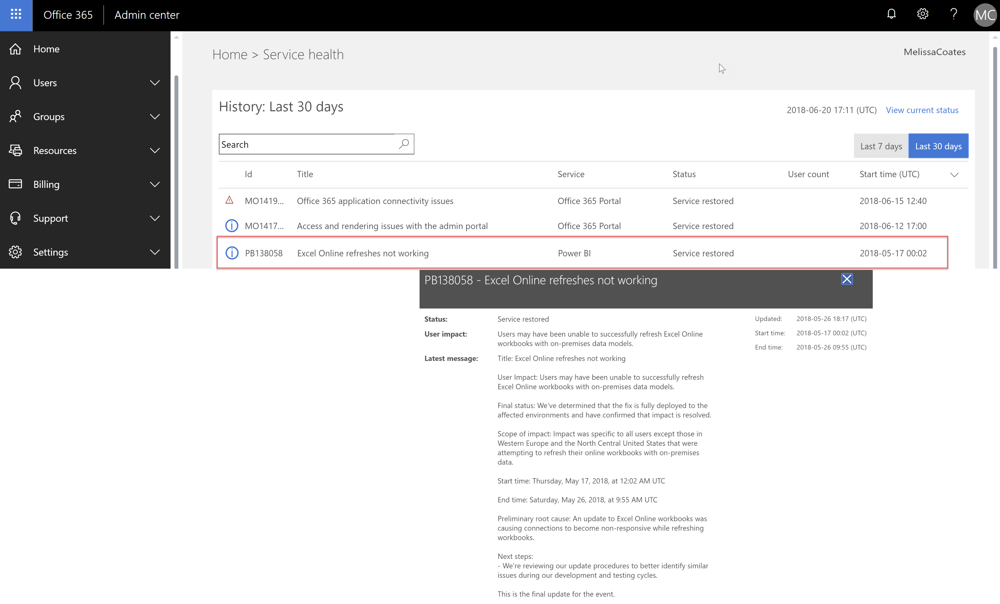 Office 365 Admin center MC
Home
Users
Groups
Resources
Billing
Support
Settings
Home > Service health
MelissaCoates
History: Last 30 days
2018-06-20 17:11 (UTC) View current status
Search
Last 7 days Last 30 days
Id Title Service Status User count Start time (UTC)
MO1419... Office 365 application connectivity issues Office 365 Portal Service restored 2018-06-15 12:40
MO1417... Access and rendering issues with the admin portal Office 365 Portal Service restored 2018-06-12 17:00
PB138058 Excel Online refreshes not working Power BI Service restored 2018-05-17 00:02
PB138058 - Excel Online refreshes not working
Status: Service restored
User impact: Users may have been unable to successfully refresh Excel Online
workbooks with on-premises data models.
Updated: 2018-05-26 18:17 (UTC)
Start time: 2018-05-17 00:02 (UTC)
End time: 2018-05-26 09:55 (UTC)
Latest message: Title: Excel Online refreshes not working
User Impact: Users may have been unable to successfully refresh
Excel Online workbooks with on-premises data models.
Final status: We've determined that the fix is fully deployed to the
affected environments and have confirmed that impact is resolved.
Scope of impact: Impact was specific to all users except those in
Western Europe and the North Central United States that were
attempting to refresh their online workbooks with on-premises
data.
Start time: Thursday, May 17, 2018, at 12:02 AM UTC
End time: Saturday, May 26, 2018, at 9:55 AM UTC
Preliminary root cause: An update to Excel Online workbooks was
causing connections to become non-responsive while refreshing
workbooks.
Next steps:
- We're reviewing our update procedures to better identify similar
issues during our development and testing cycles.
This is the final update for the event.